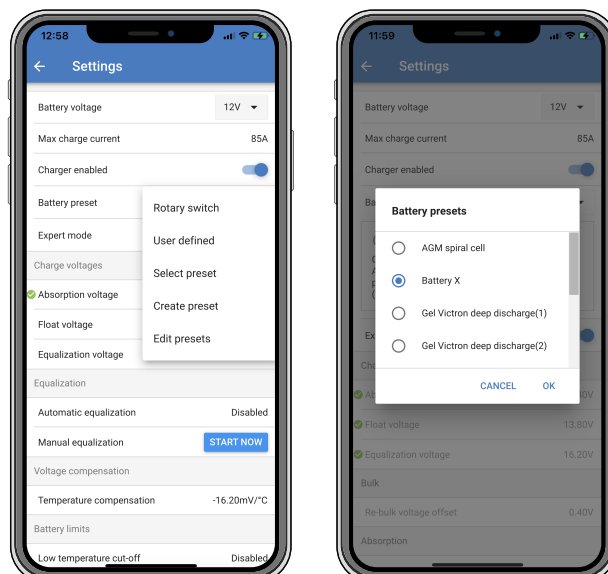 12:58
Settings
Battery voltage 12V
Max charge current 85A
Charger enabled
Battery preset
Expert mode
Rotary switch
User defined
Select preset
Create preset
Edit presets
Charge voltages
Absorption voltage
Float voltage
Equalization voltage
Equalization
Automatic equalization Disabled
Manual equalization START NOW
Voltage compensation
Temperature compensation -16.20mV/°C
Battery limits
Low temperature cut-off Disabled
11:59
Settings
Battery voltage 12V
Max charge current 85A
Charger enabled
Ba
Battery presets
AGM spiral cell
Battery X
Gel Victron deep discharge(1)
Gel Victron deep discharge(2)
CANCEL OK
Ex
Float voltage 13.80V
Equalization voltage 16.20V
Bulk
Re-bulk voltage offset 0.40V
Absorption